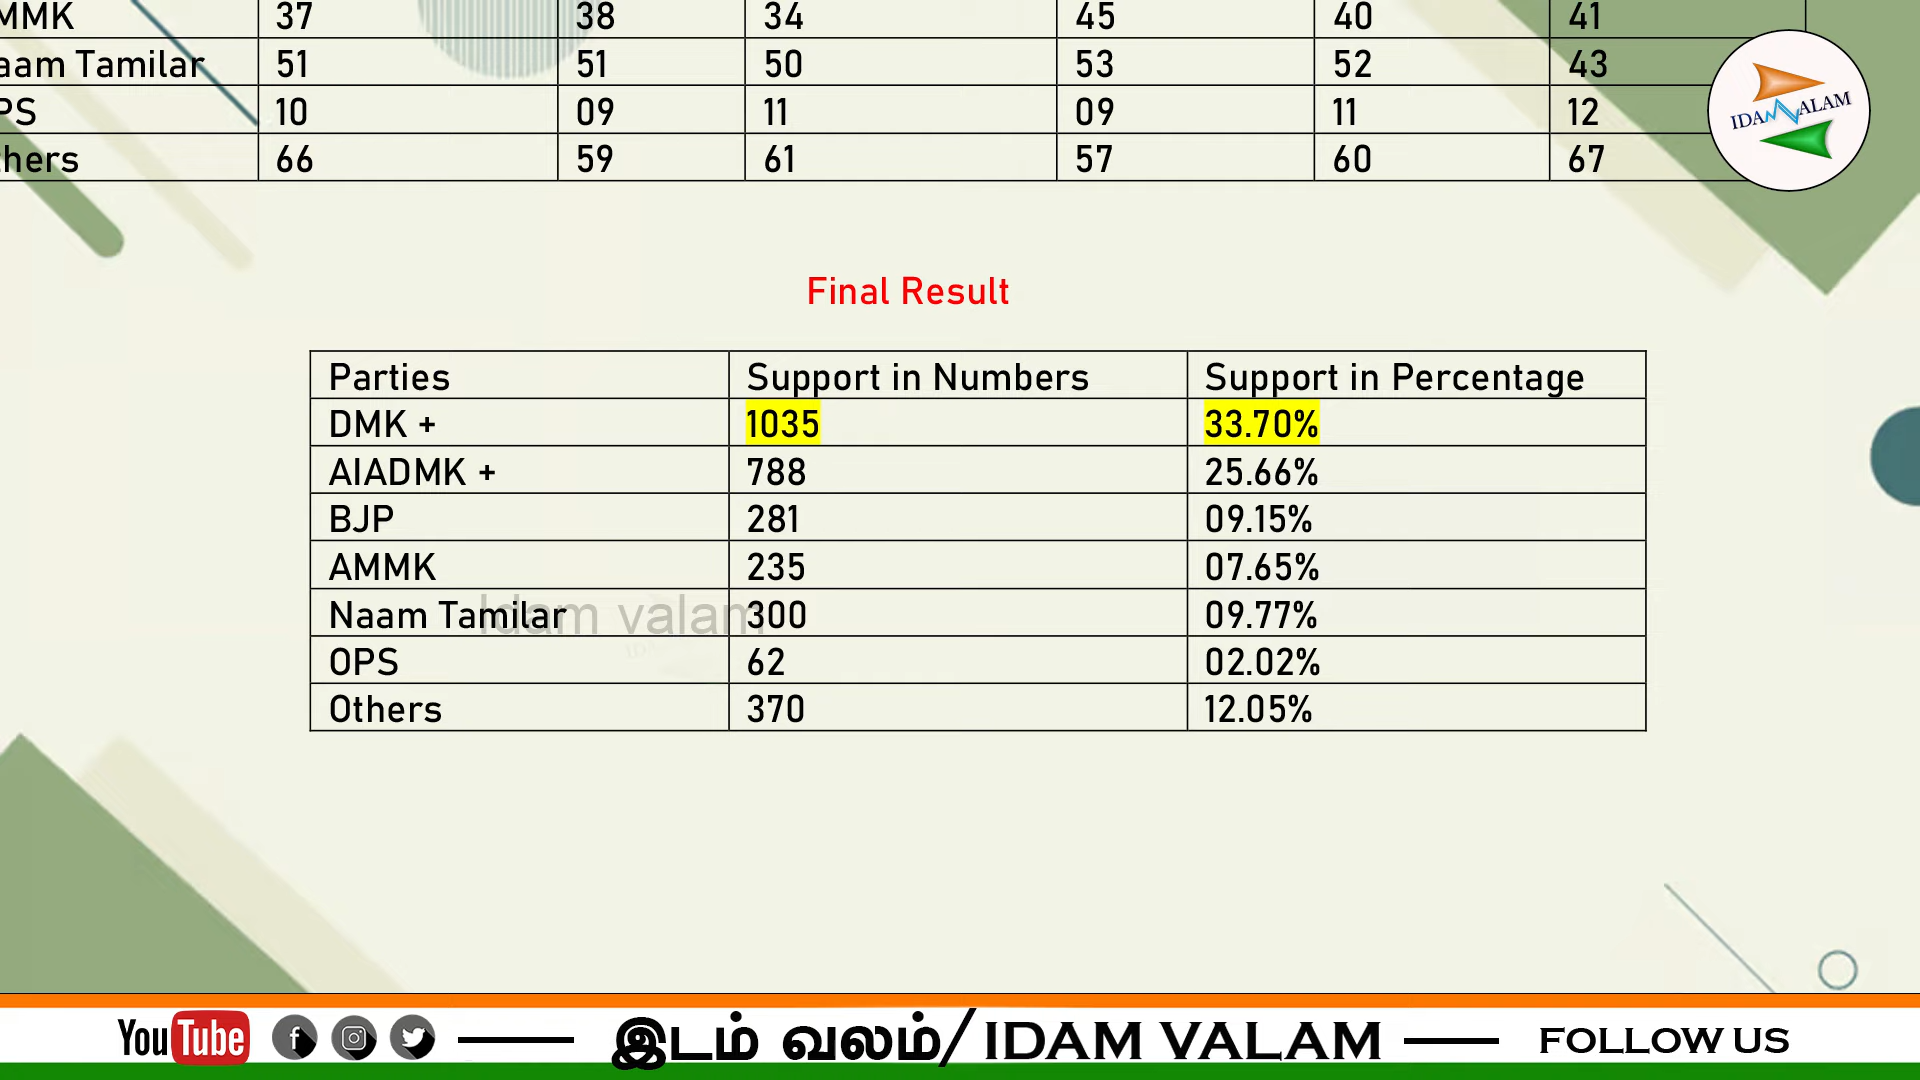 MMK 37 38 34 45 40 41
aam Tamilar 51 51 50 53 52 43
PS 10 09 11 09 11 12
hers 66 59 61 57 60 67
IDAM VALAM
Final Result
Parties Support in Numbers Support in Percentage
DMK + 1035 33.70%
AIADMK + 788 25.66%
BJP 281 09.15%
AMMK 235 07.65%
Naam Tamilar 300 09.77%
Idam valam
OPS 62 02.02%
Others 370 12.05%
YouTube இடம் வலம்/IDAM VALAM FOLLOW US